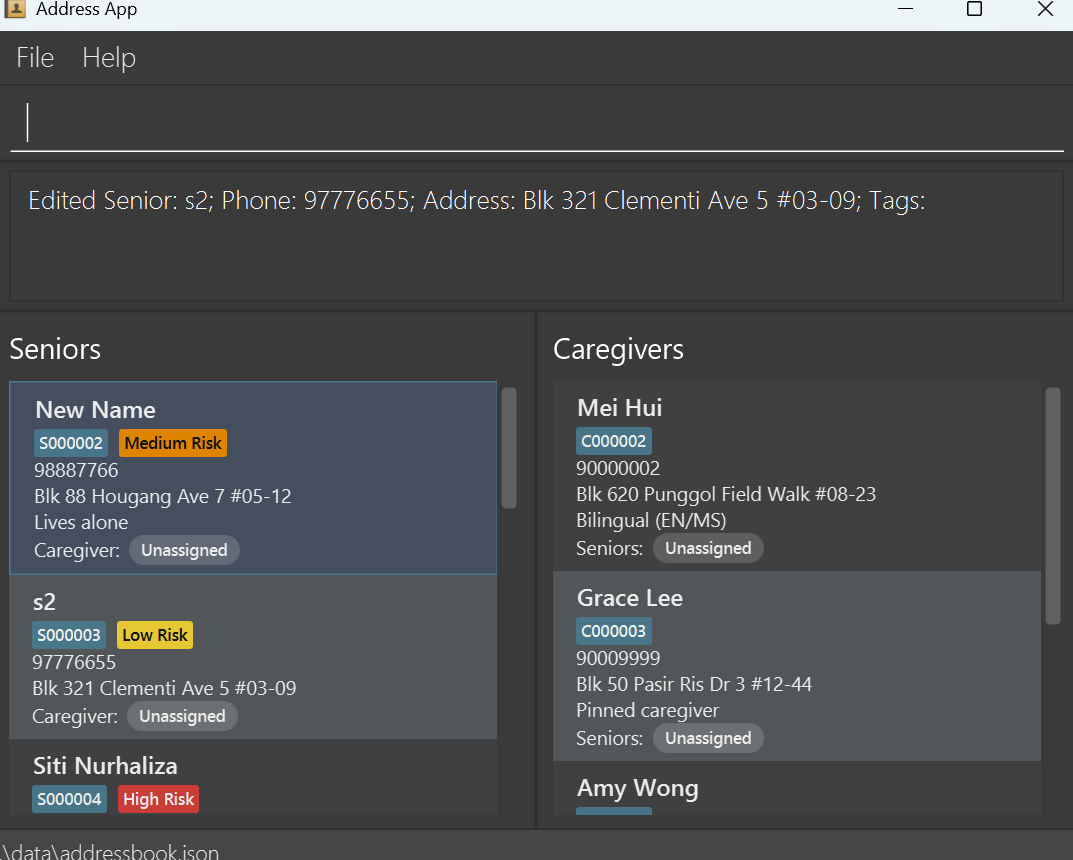 Address App
File Help
Edited Senior: s2; Phone: 97776655; Address: Blk 321 Clementi Ave 5 #03-09; Tags:
Seniors
New Name
S000002 Medium Risk
98887766
Blk 88 Hougang Ave 7 #05-12
Lives alone
Caregiver: Unassigned
s2
S000003 Low Risk
97776655
Blk 321 Clementi Ave 5 #03-09
Caregiver: Unassigned
Siti Nurhaliza
S000004 High Risk
Caregivers
Mei Hui
C000002
90000002
Blk 620 Punggol Field Walk #08-23
Bilingual (EN/MS)
Seniors: Unassigned
Grace Lee
C000003
90009999
Blk 50 Pasir Ris Dr 3 #12-44
Pinned caregiver
Seniors: Unassigned
Amy Wong
.\data\addressbook.json